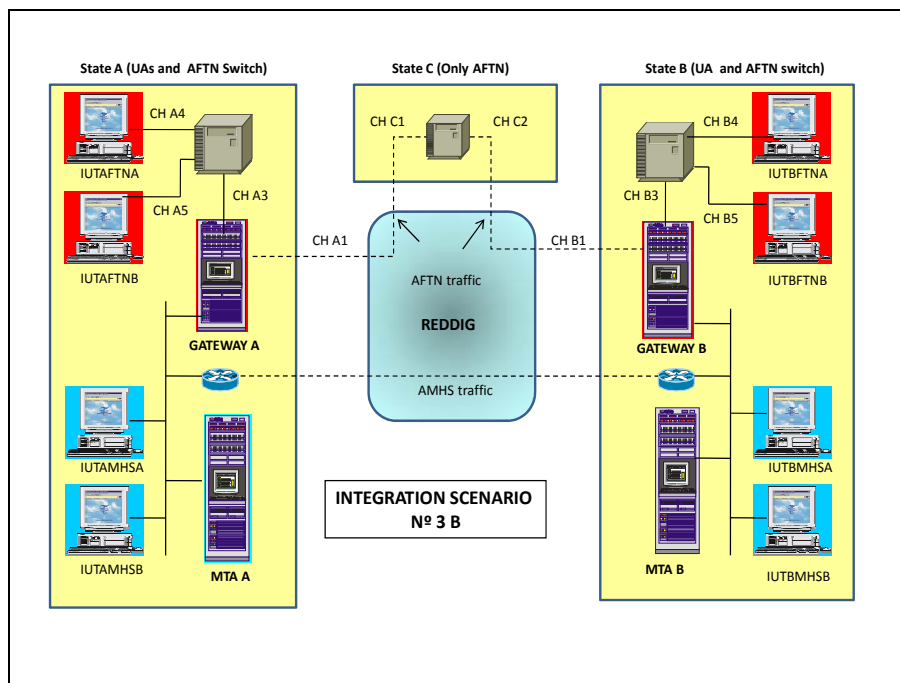 State A (UAs and AFTN Switch)
State C (Only AFTN)
State B (UA and AFTN switch)
CH A4
CH C1
CH C2
CH B4
IUTAFTNA
IUTBFTNA
CH A5
CH A3
CH B3
CH B5
CH A1
CH B1
IUTAFTNB
IUTBFTNB
AFTN traffic
REDDIG
GATEWAY A
GATEWAY B
AMHS traffic
IUTAMHSA
IUTBMHSA
INTEGRATION SCENARIO
Nº 3 B
IUTAMHSB
MTA A
MTA B
IUTBMHSB